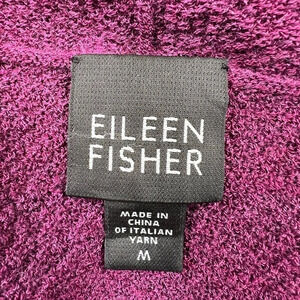 EILEEN
FISHER
MADE IN
CHINA
OF ITALIAN
YARN
M